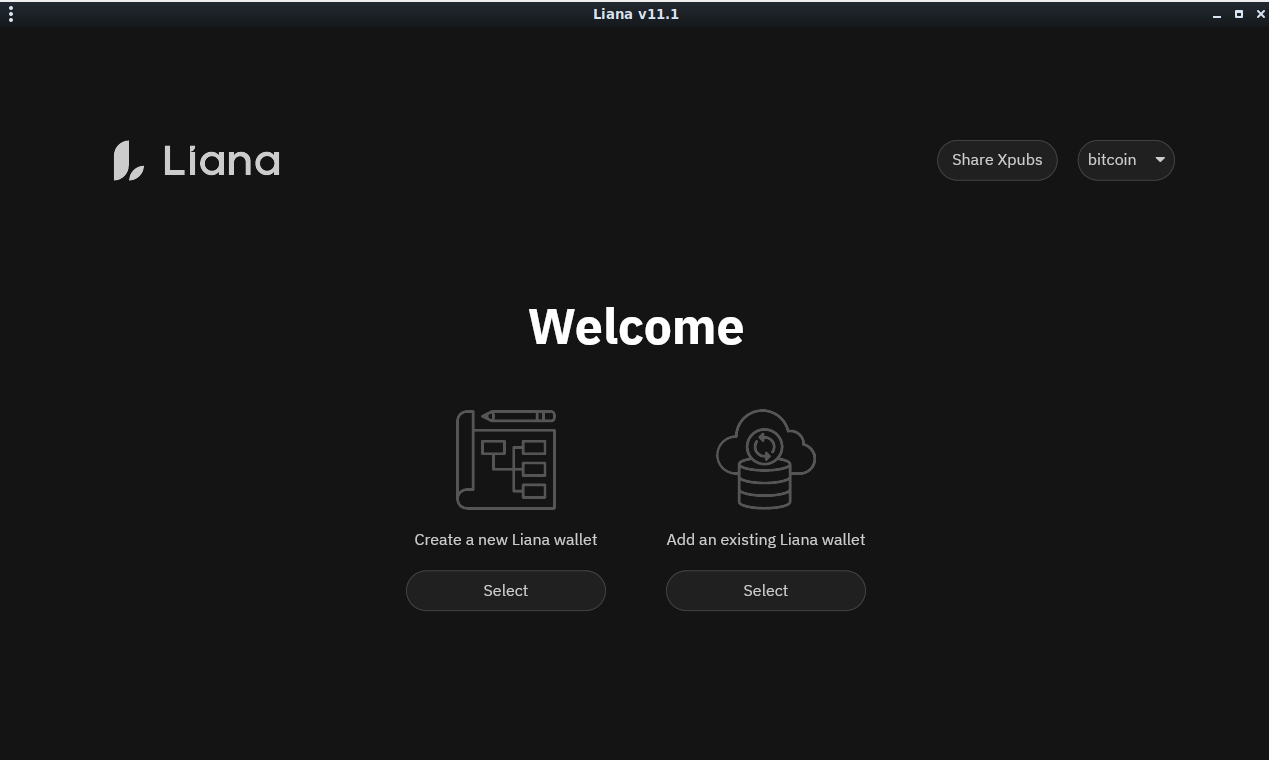 Liana v11.1
Liana
Share Xpubs
bitcoin
Welcome
Create a new Liana wallet
Add an existing Liana wallet
Select
Select